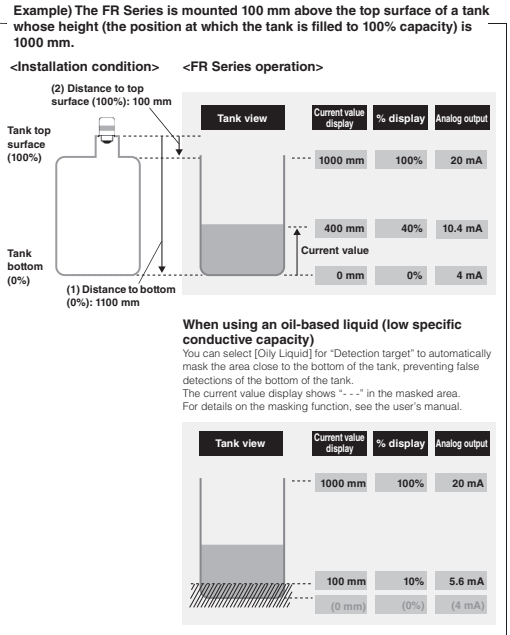 Example) The FR Series is mounted 100 mm above the top surface of a tank
whose height (the position at which the tank is filled to 100% capacity) is
1000 mm.
<Installation condition>
<FR Series operation>
(2) Distance to top
surface (100%): 100 mm
Tank top
surface
(100%)
Tank
bottom
(0%)
(1) Distance to bottom
(0%): 1100 mm
Tank view
Current value
display
% display
Analog output
1000 mm 100% 20 mA
400 mm 40% 10.4 mA
Current value
0 mm 0% 4 mA
When using an oil-based liquid (low specific
conductive capacity)
You can select [Oily Liquid] for “Detection target” to automatically
mask the area close to the bottom of the tank, preventing false
detections of the bottom of the tank.
The current value display shows “- - -” in the masked area.
For details on the masking function, see the user’s manual.
Tank view
Current value
display
% display
Analog output
1000 mm 100% 20 mA
100 mm 10% 5.6 mA
(0 mm) (0%) (4 mA)